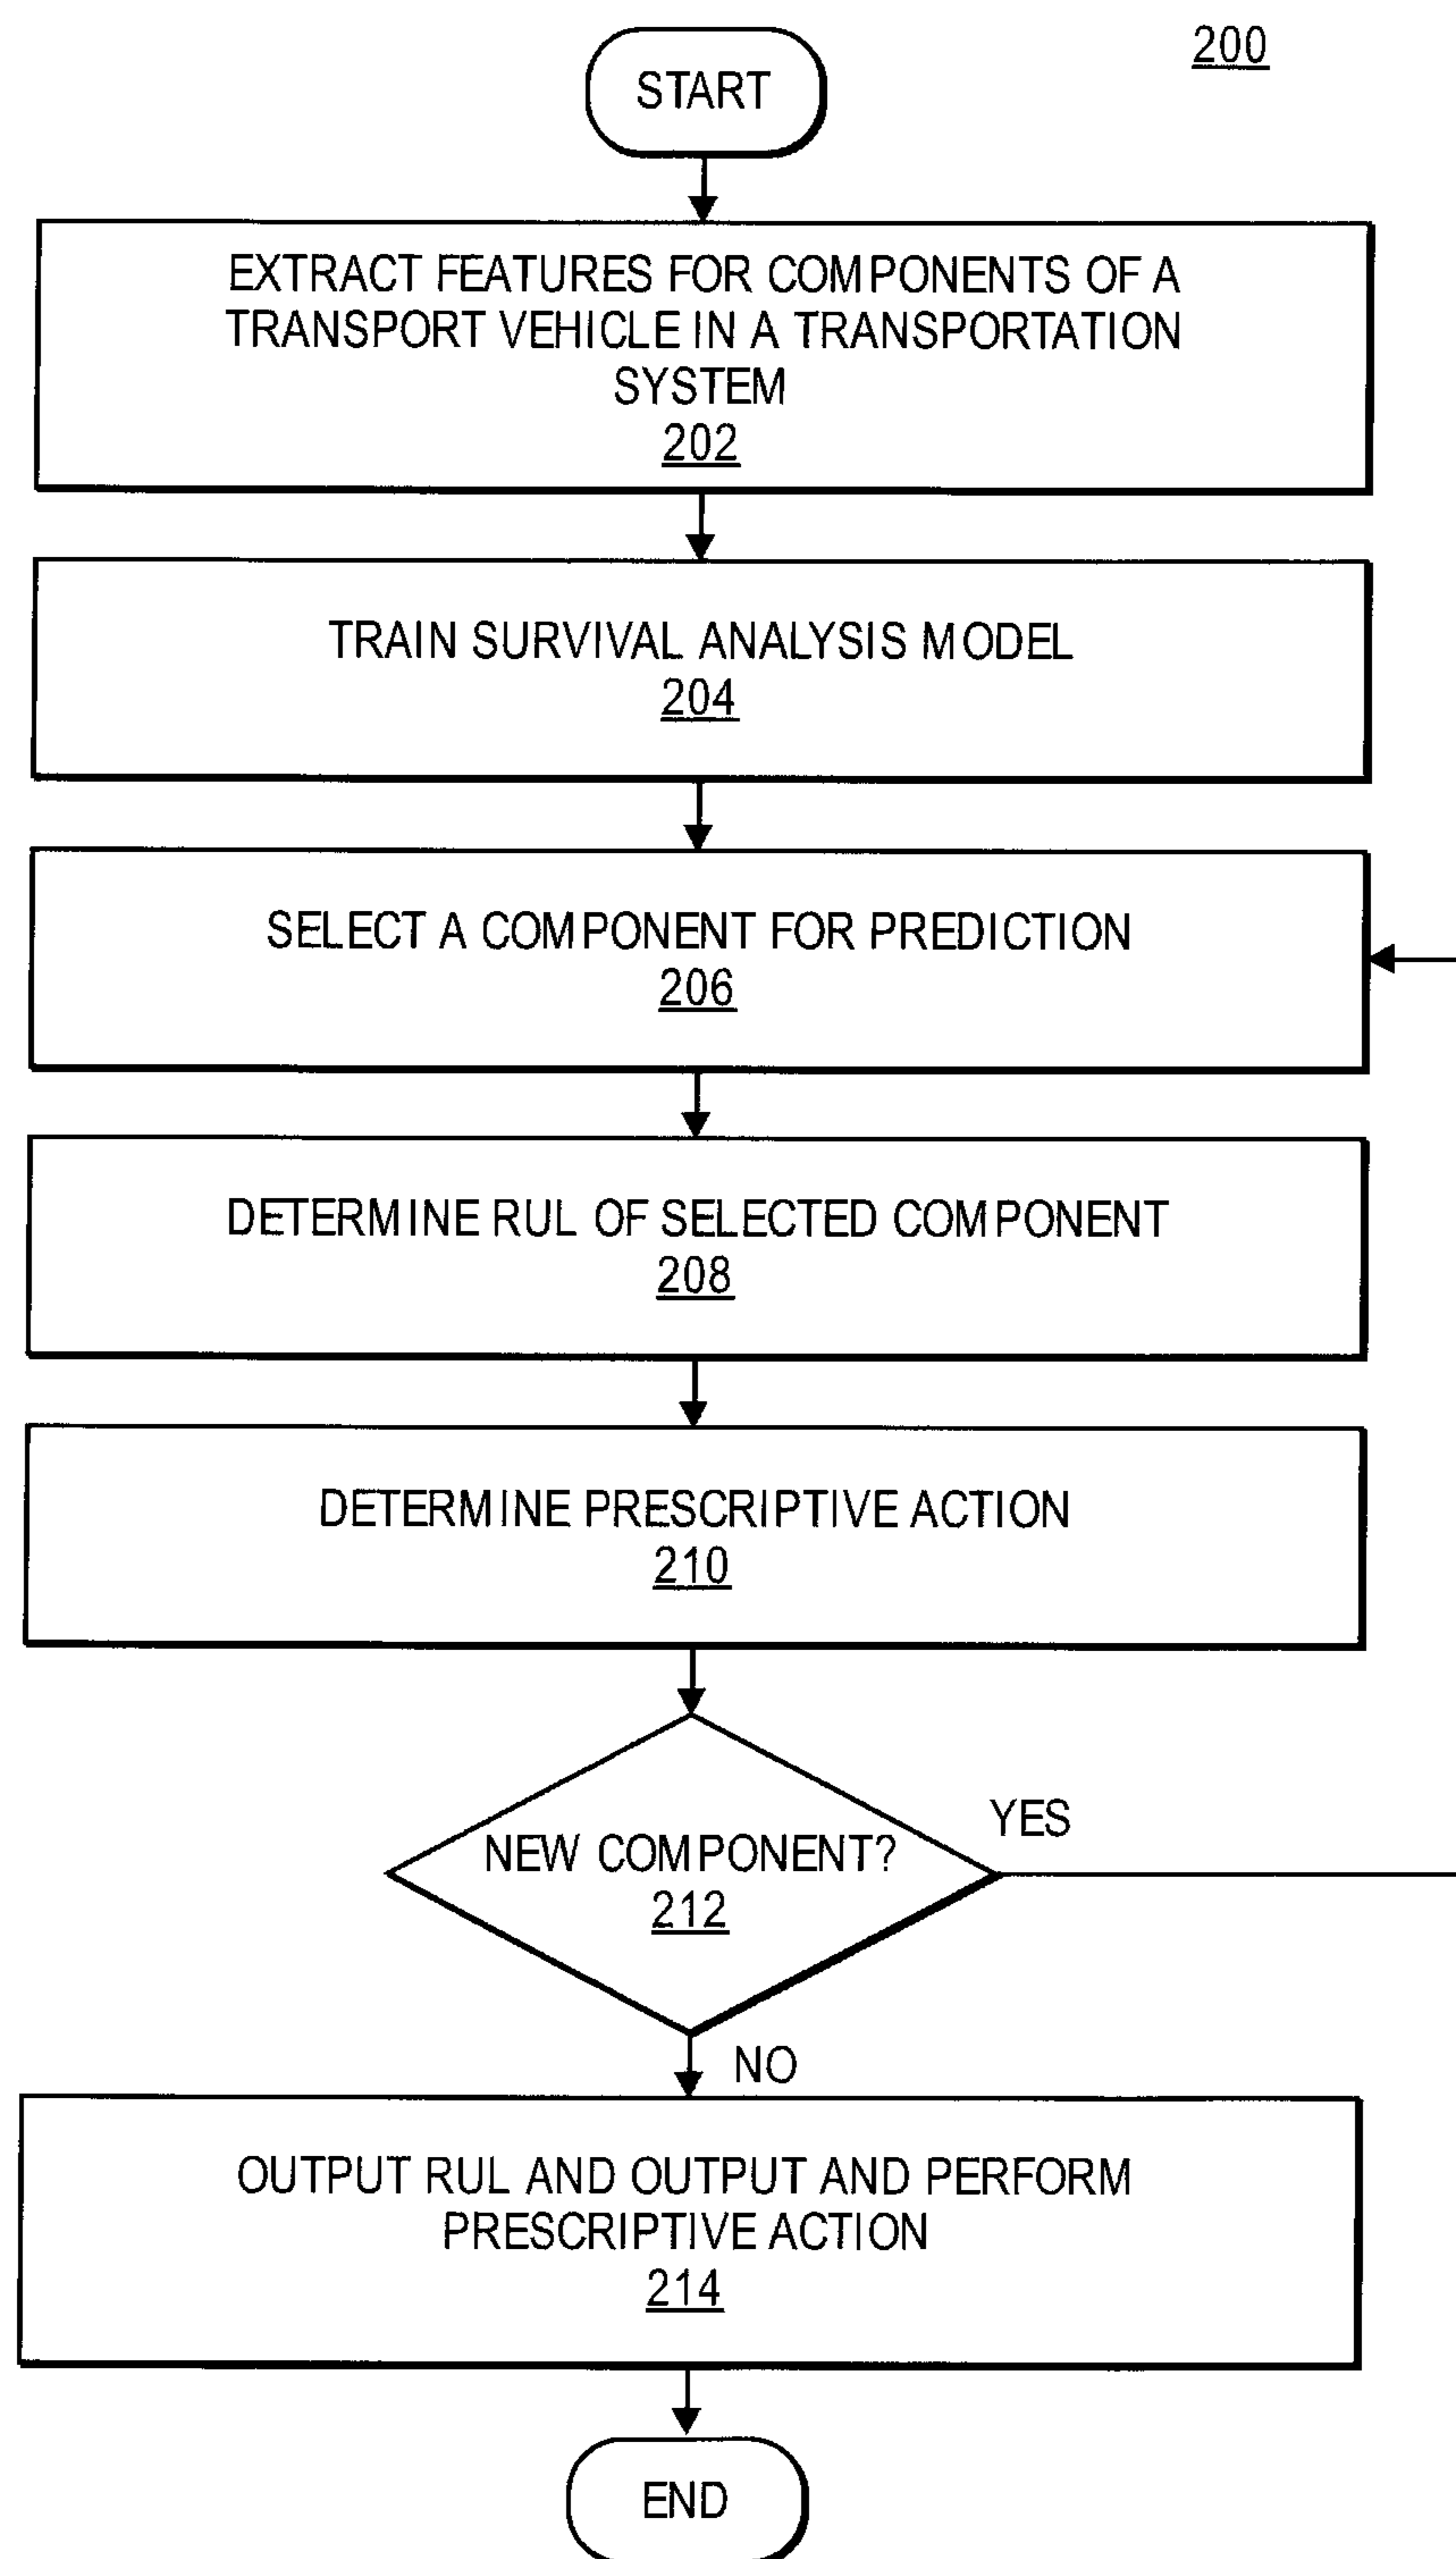 200
START
EXTRACT FEATURES FOR COMPONENTS OF A
TRANSPORT VEHICLE IN A TRANSPORTATION
SYSTEM
202
TRAIN SURVIVAL ANALYSIS MODEL
204
SELECT A COMPONENT FOR PREDICTION
206
DETERMINE RUL OF SELECTED COMPONENT
208
DETERMINE PRESCRIPTIVE ACTION
210
YES
NEW COMPONENT?
212
NO
OUTPUT RUL AND OUTPUT AND PERFORM
PRESCRIPTIVE ACTION
214
END